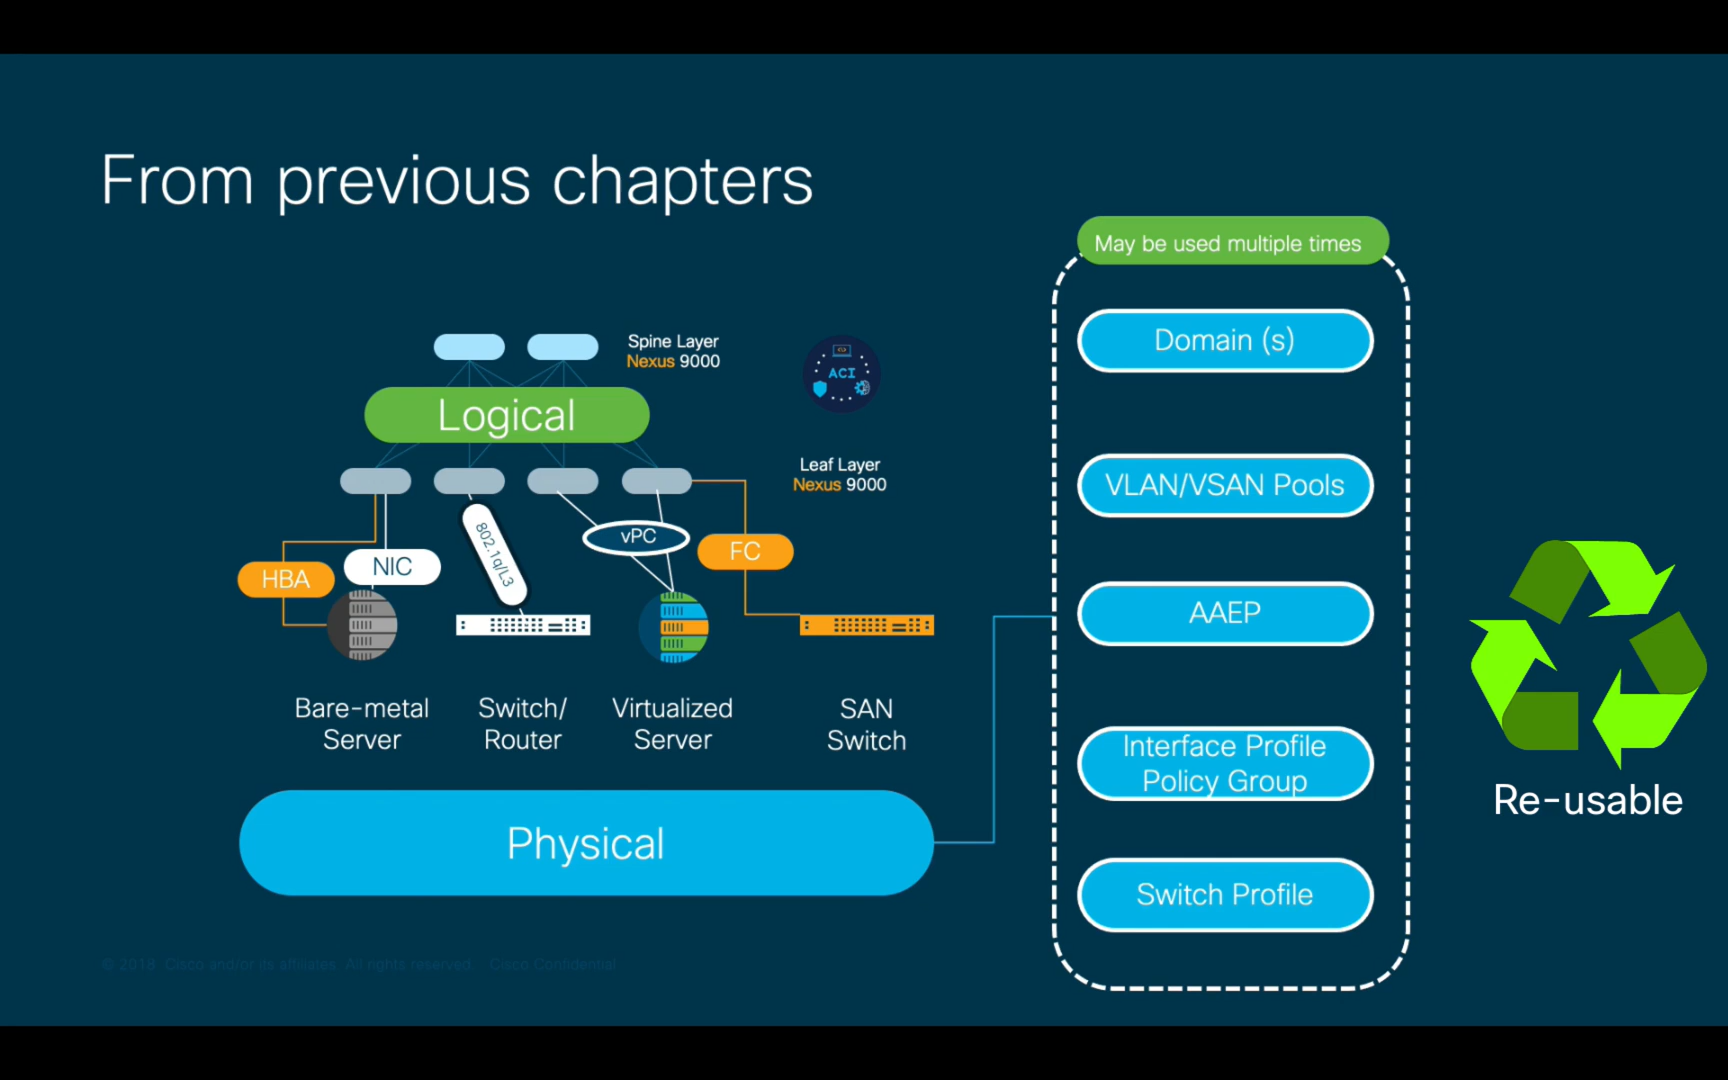 From previous chapters
May be used multiple times
Spine Layer
Nexus 9000
ACI
Logical
Leaf Layer
Nexus 9000
HBA
NIC
802.1q/L3
vPC
FC
Bare-metal
Server
Switch/
Router
Virtualized
Server
SAN
Switch
Physical
Domain (s)
VLAN/VSAN Pools
AAEP
Interface Profile
Policy Group
Switch Profile
Re-usable
© 2018 Cisco and/or its affiliates. All rights reserved. Cisco Confidential